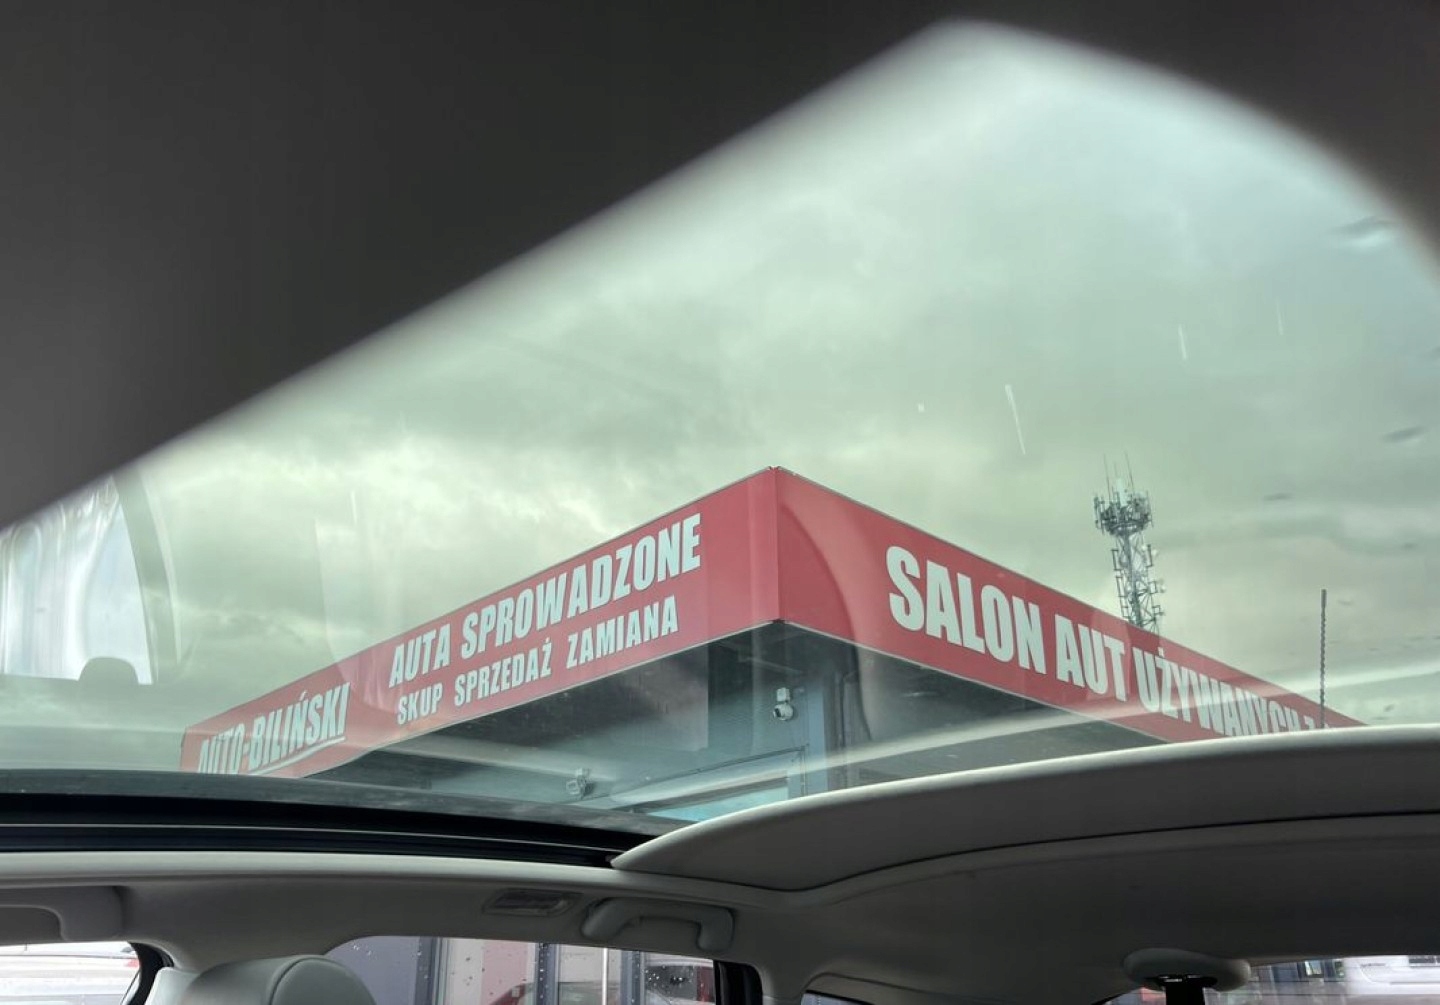 AUTO-BILIŃSKI
AUTA SPROWADZONE
SKUP SPRZEDAŻ ZAMIANA
SALON AUT UŻYWANYCH